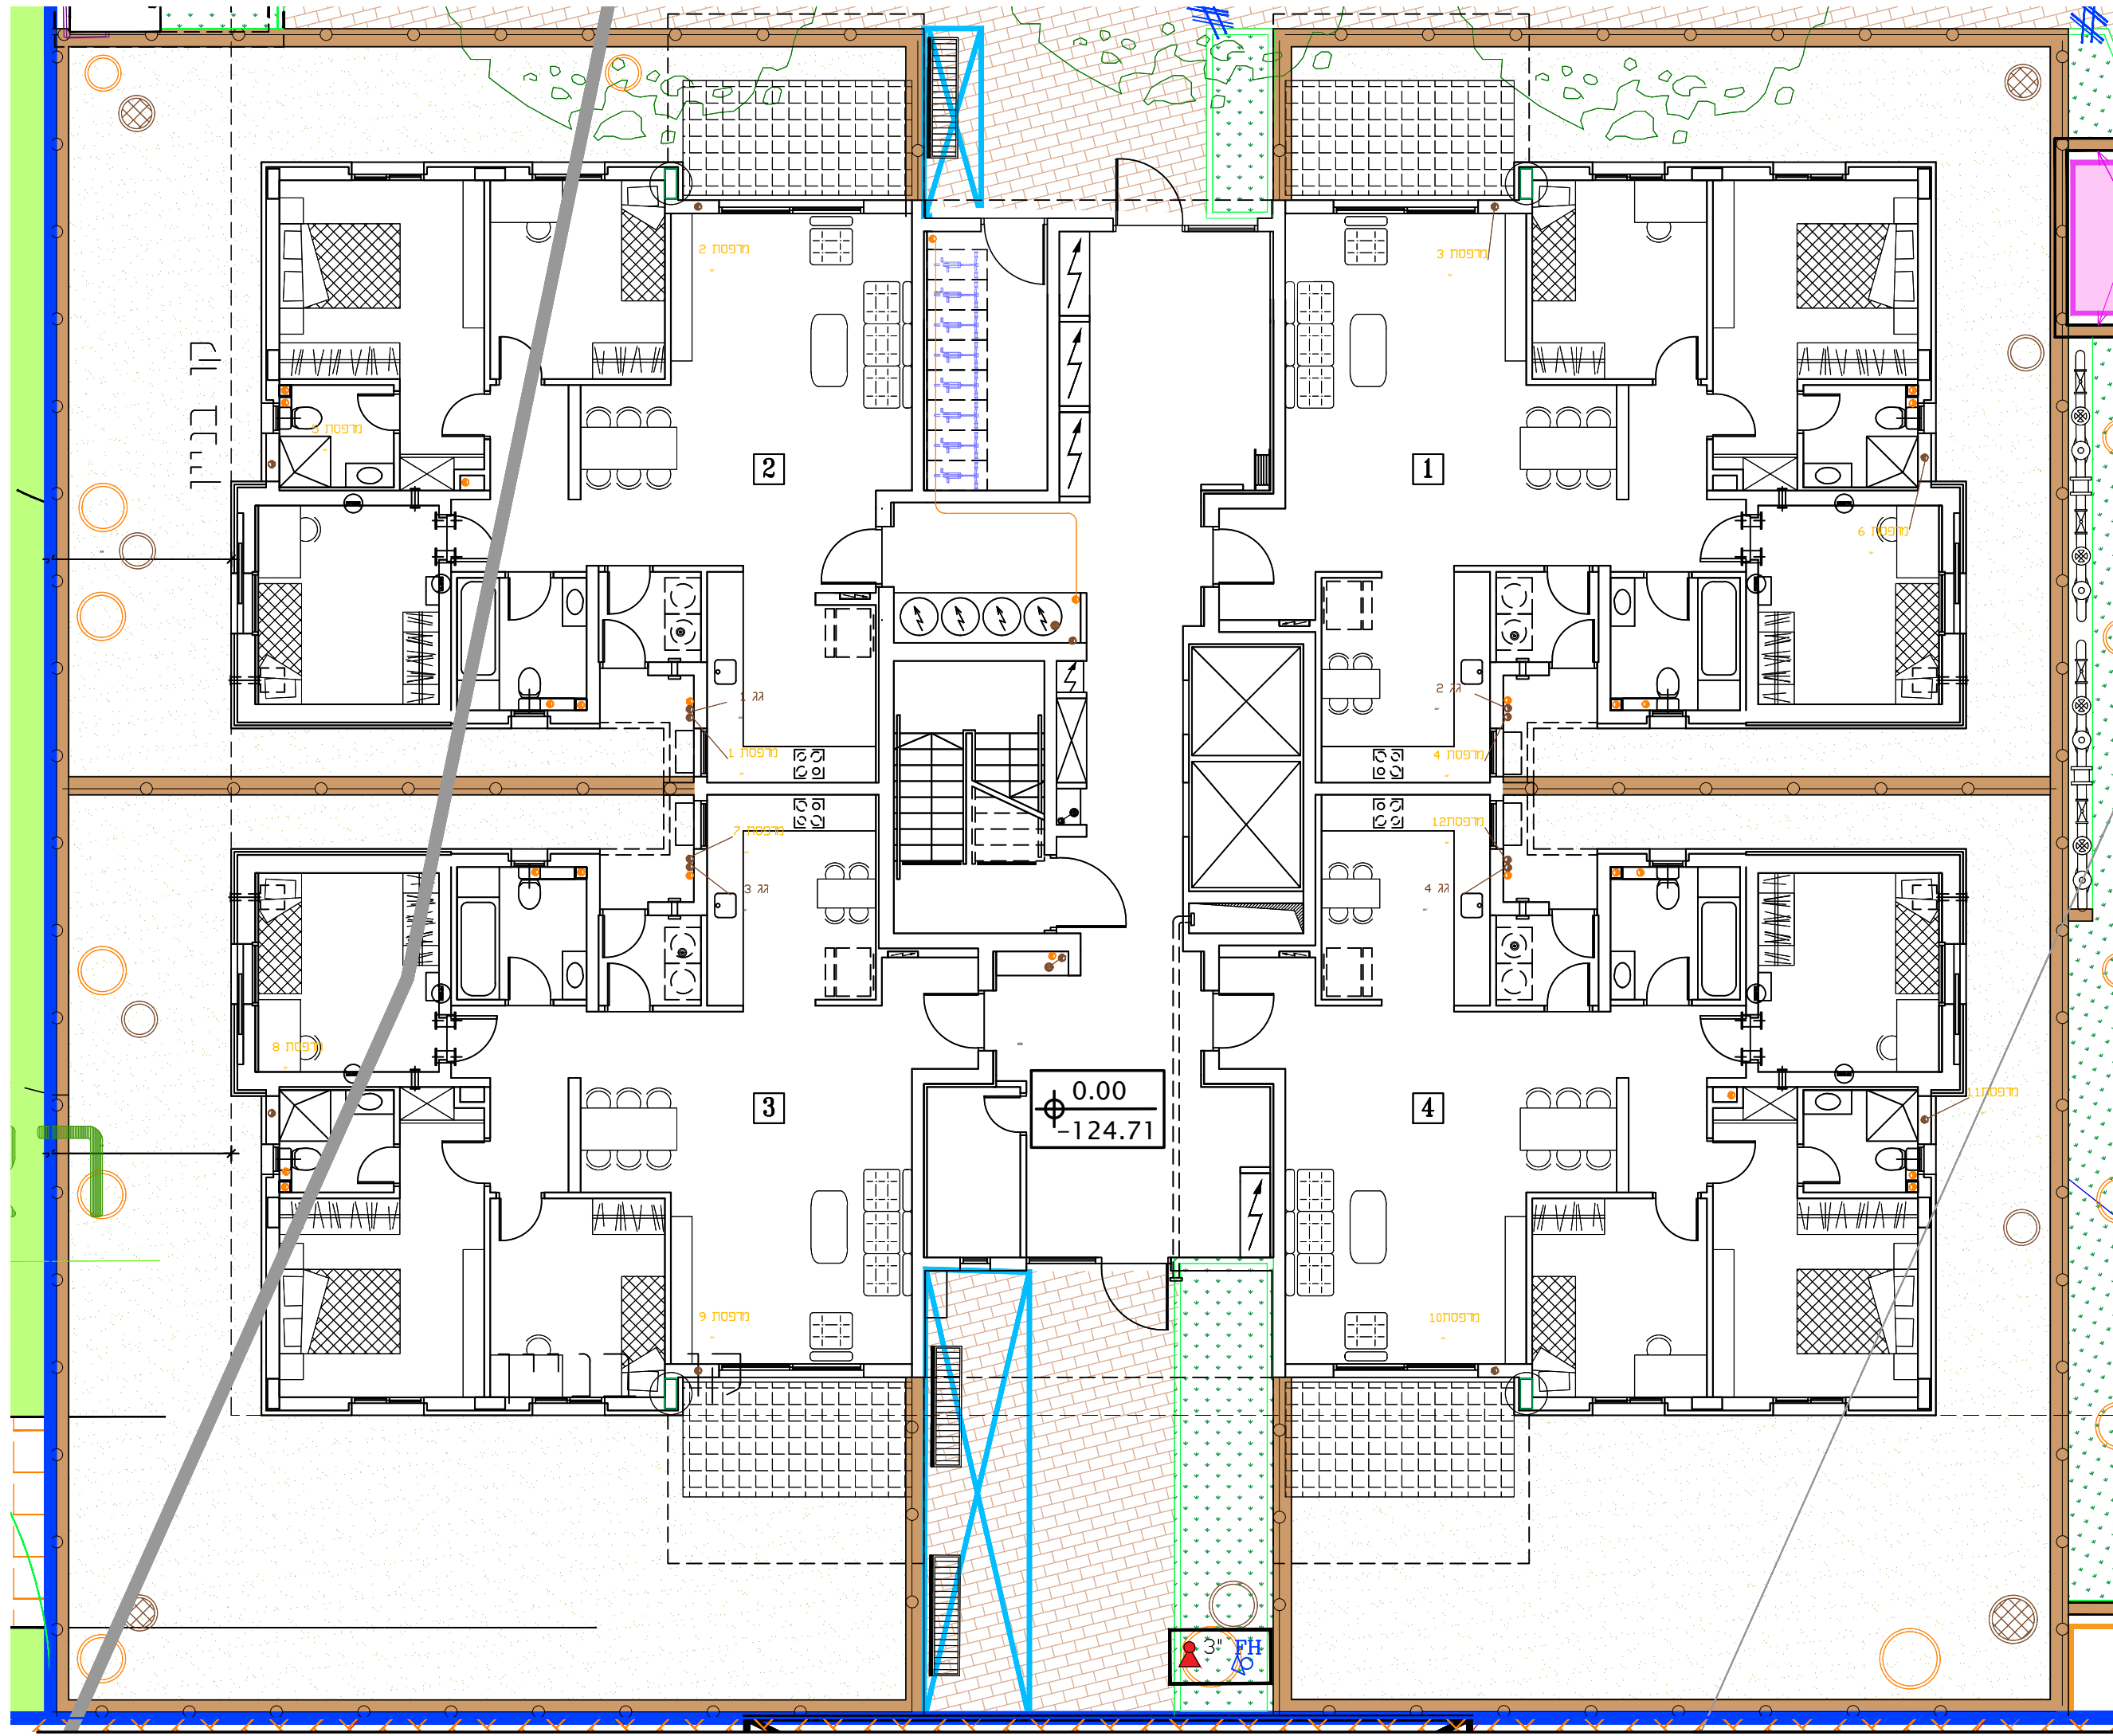 מרפסת 2
מרפסת 3
קו בניין
מרפסת 5
2
1
מרפסת 6
גג 1
גג 2
מרפסת 1
מרפסת 4
מרפסת 7
מרפסת 12
גג 3
גג 4
מרפסת 8
0.00
-124.71
מרפסת 11
3
4
מרפסת 9
מרפסת 10
3" FH